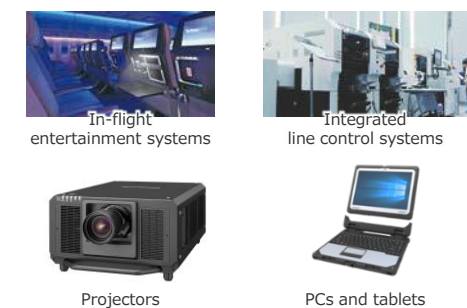 In-flight
entertainment systems
Integrated
line control systems
Projectors
PCs and tablets